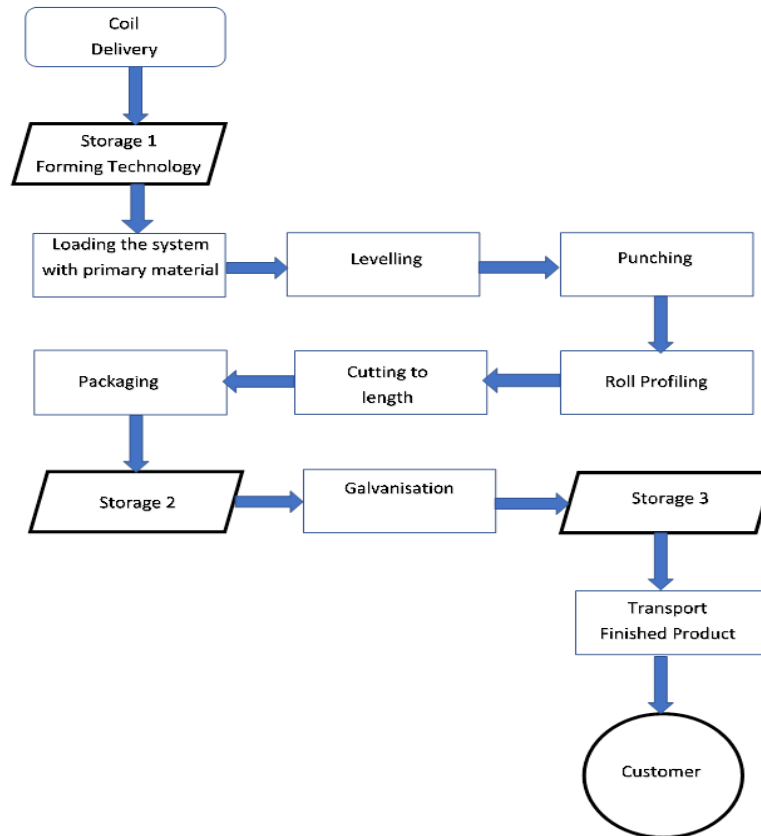 Coil
Delivery
Storage 1
Forming Technology
Loading the system
with primary material
Levelling
Punching
Roll Profiling
Cutting to
length
Packaging
Storage 2
Galvanisation
Storage 3
Transport
Finished Product
Customer